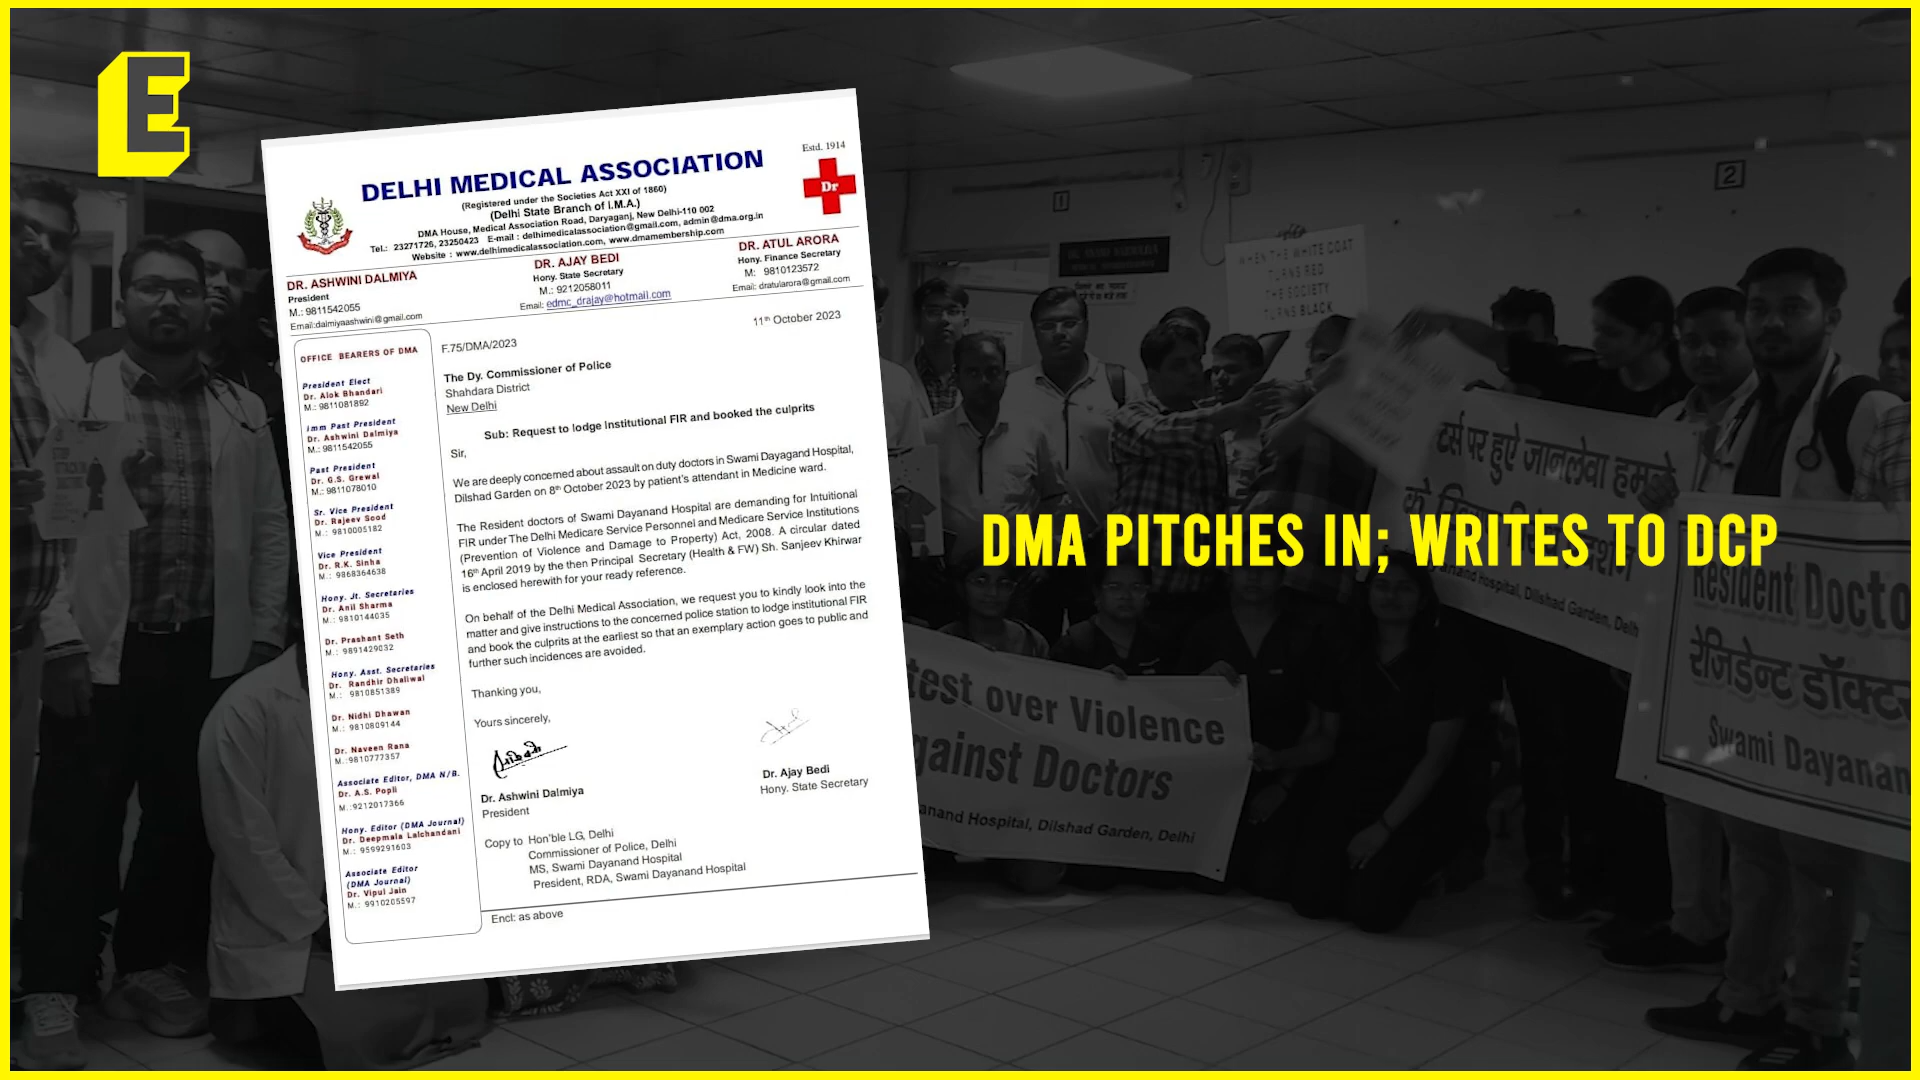 E
DELHI MEDICAL ASSOCIATION
(Registered under the Societies Act XXI of 1860)
(Delhi State Branch of I.M.A.)
DMA House, Medical Association Road, Daryaganj, New Delhi-110 002
Tel.: 23271726, 23250423 E-mail : delhimedicalassociation@gmail.com, admin@dma.org.in
Website : www.delhimedicalassociation.com, www.dmamembership.com
Estd. 1914
Dr
DR. ASHWINI DALMIYA
President
M.: 9811542055
Email:dalmiyaashwini@gmail.com
DR. AJAY BEDI
Hony. State Secretary
M.: 9212058011
Email: edmc_drajay@hotmail.com
DR. ATUL ARORA
Hony. Finance Secretary
M: 9810123572
Email: dratularora@gmail.com
OFFICE BEARERS OF DMA
President Elect
Dr. Alok Bhandari
M.: 9811081892
Imm Past President
Dr. Ashwini Dalmiya
M.: 9811542055
Past President
Dr. G.S. Grewal
M.: 9811078010
Sr. Vice President
Dr. Rajeev Sood
M.: 9810005182
Vice President
Dr. R.K. Sinha
M.: 9868364638
Hony. Jt. Secretaries
Dr. Anil Sharma
M.: 9810144035
Dr. Prashant Seth
M.: 9891429032
Hony. Asst. Secretaries
Dr. Randhir Dhaliwal
M.: 9810851389
Dr. Nidhi Dhawan
M.: 9810809144
Dr. Naveen Rana
M.:9810777357
Associate Editor, DMA N/B.
Dr. A.S. Popli
M.:9212017366
Hony. Editor (DMA Journal)
Dr. Deepmala Lalchandani
M.: 9599291603
Associate Editor
(DMA Journal)
Dr. Vipul Jain
M.: 9910205597
F.75/DMA/2023
11th October 2023
The Dy. Commissioner of Police
Shahdara District
New Delhi
Sub: Request to lodge Institutional FIR and booked the culprits
Sir,
We are deeply concerned about assault on duty doctors in Swami Dayagand Hospital,
Dilshad Garden on 8th October 2023 by patient's attendant in Medicine ward.
The Resident doctors of Swami Dayanand Hospital are demanding for Intuitional
FIR under The Delhi Medicare Service Personnel and Medicare Service Institutions
(Prevention of Violence and Damage to Property) Act, 2008. A circular dated
16th April 2019 by the then Principal Secretary (Health & FW) Sh. Sanjeev Khirwar
is enclosed herewith for your ready reference.
On behalf of the Delhi Medical Association, we request you to kindly look into the
matter and give instructions to the concerned police station to lodge institutional FIR
and book the culprits at the earliest so that an exemplary action goes to public and
further such incidences are avoided.
Thanking you,
Yours sincerely,
Dr. Ashwini Dalmiya
President
Dr. Ajay Bedi
Hony. State Secretary
Copy to Hon'ble LG, Delhi
Commissioner of Police, Delhi
MS, Swami Dayanand Hospital
President, RDA, Swami Dayanand Hospital
Encl: as above
DMA PITCHES IN; WRITES TO DCP
1
2
WHEN THE WHITE COAT
TURNS RED
THE SOCIETY
TURNS BLACK
पर हुऐ जानलेवा
Hospital, Dilshad Garden, Delh
Resident Docto
रेजिडेन्ट डॉक्टर
Swami Dayanan
test over Violence
gainst Doctors
anand Hospital, Dilshad Garden, Delhi